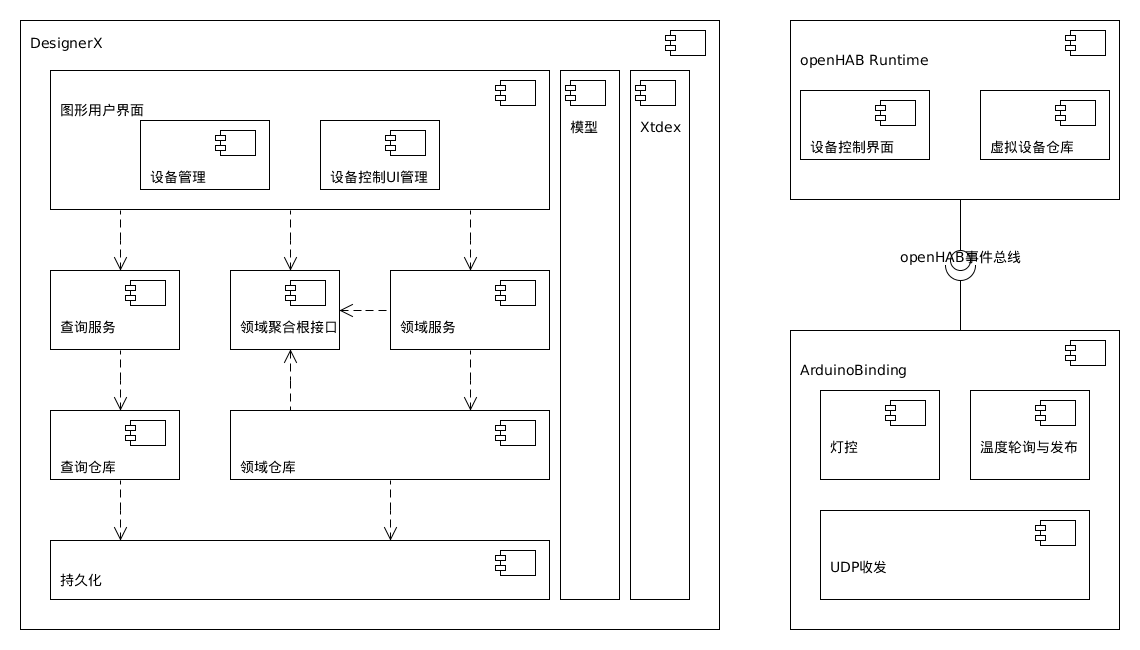 DesignerX
图形用户界面
设备管理
设备控制UI管理
模型
Xtdex
查询服务
领域聚合根接口
领域服务
查询仓库
领域仓库
持久化
openHAB Runtime
设备控制界面
虚拟设备仓库
openHAB事件总线
ArduinoBinding
灯控
温度轮询与发布
UDP收发